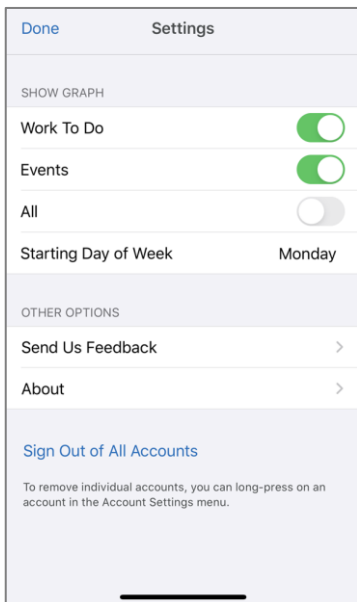 Done Settings
SHOW GRAPH
Work To Do
Events
All
Starting Day of Week Monday
OTHER OPTIONS
Send Us Feedback
About
Sign Out of All Accounts
To remove individual accounts, you can long-press on an
account in the Account Settings menu.